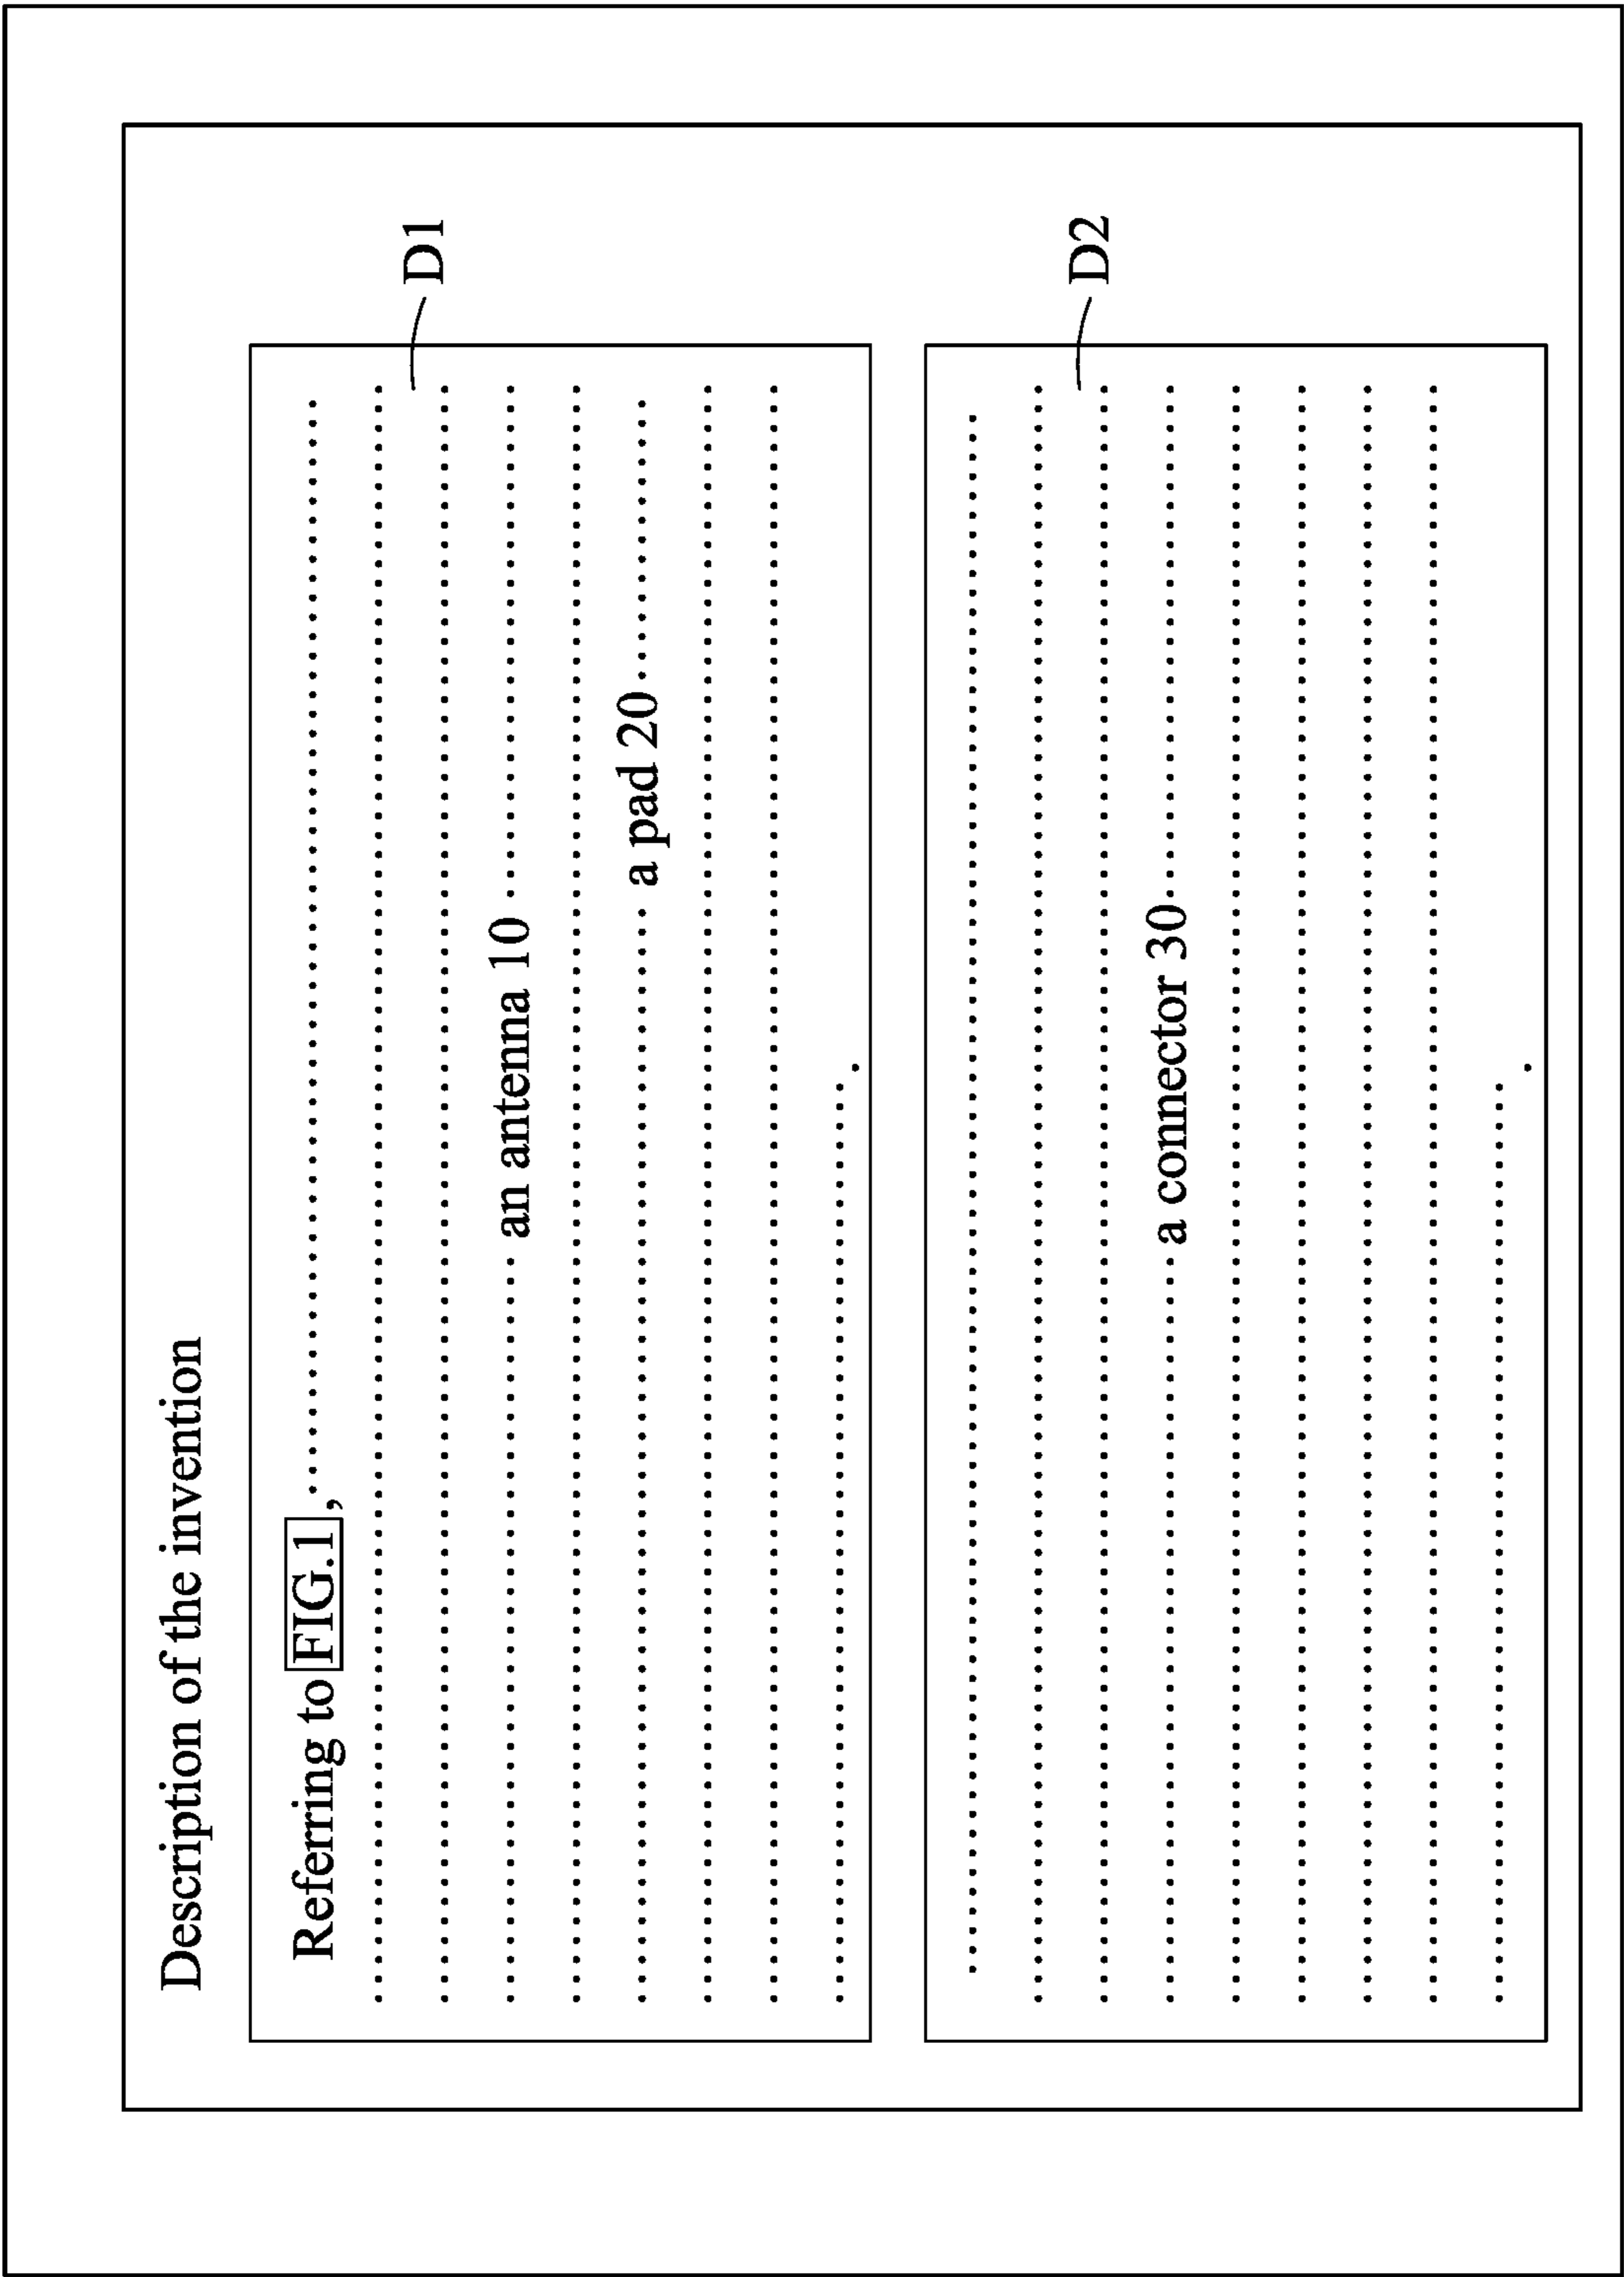 Description of the invention
Referring to FIG.1,........................................................
D1
........ an antenna 10 ........
........ a pad 20........
D2
........ a connector 30........